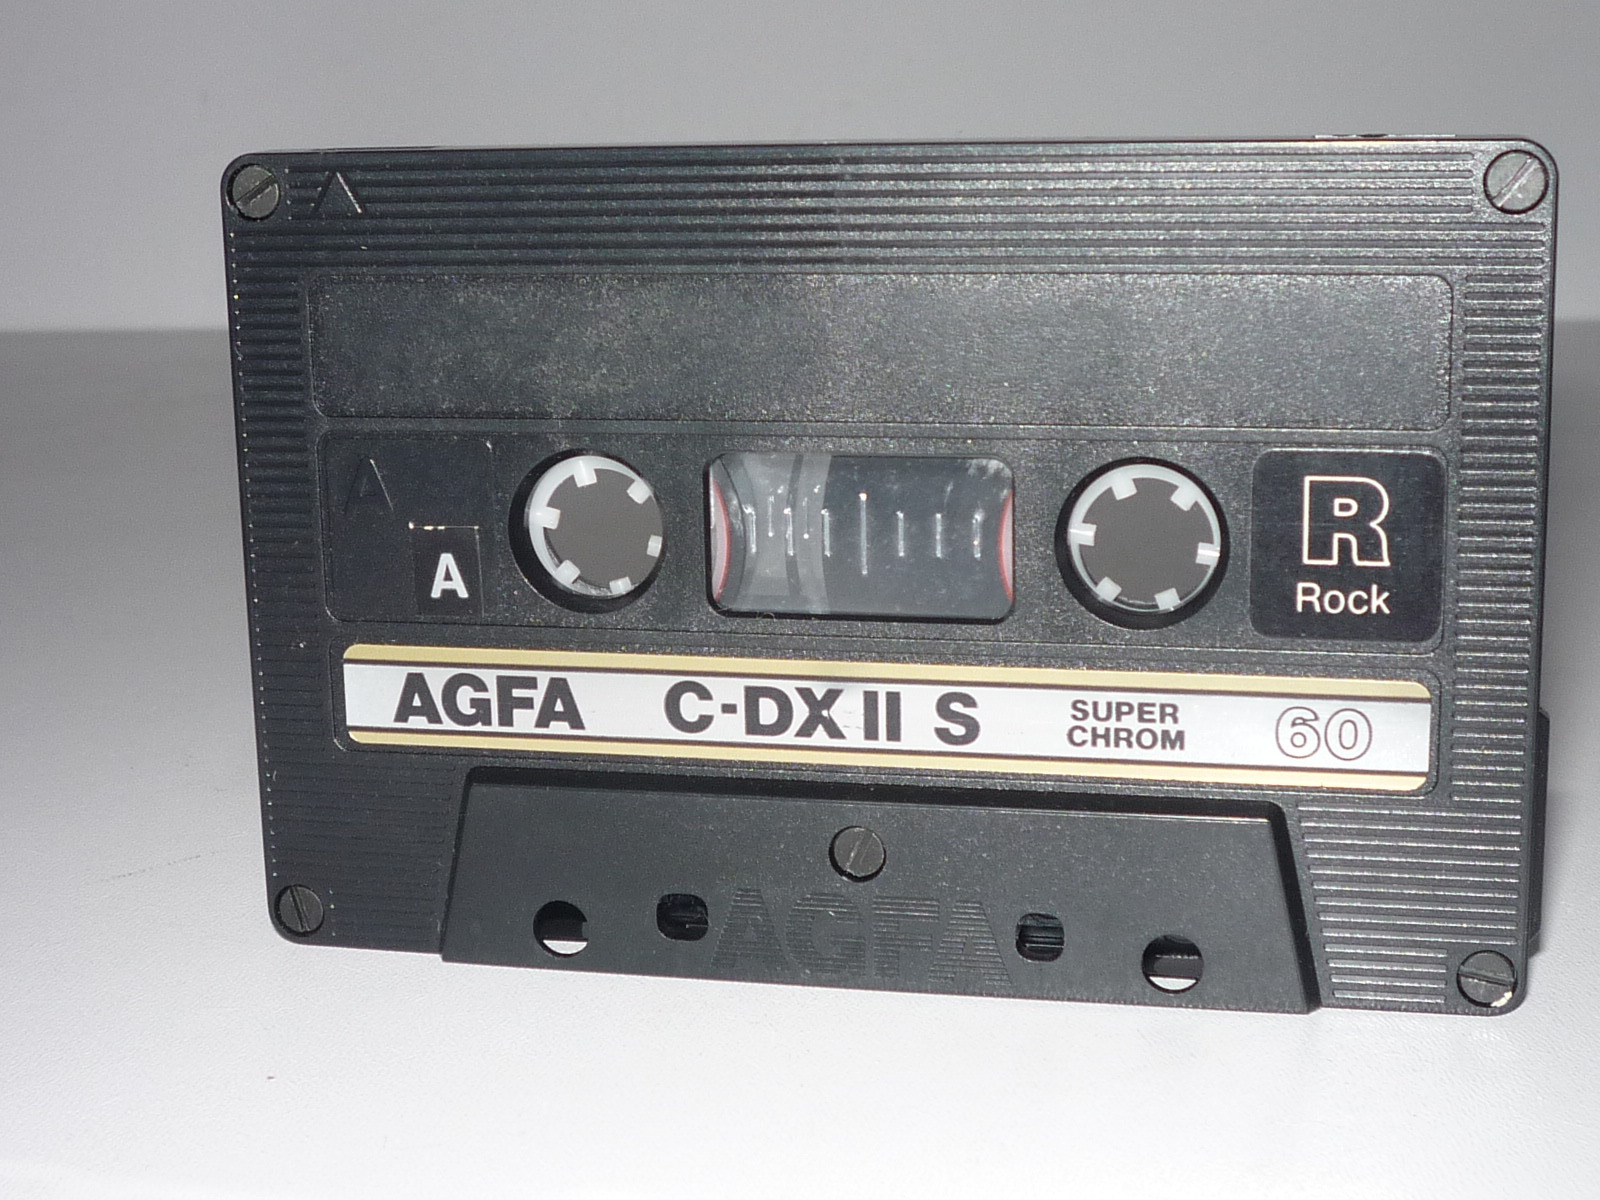 A
R
Rock
AGFA C-DX II S SUPER CHROM 60
AGFA